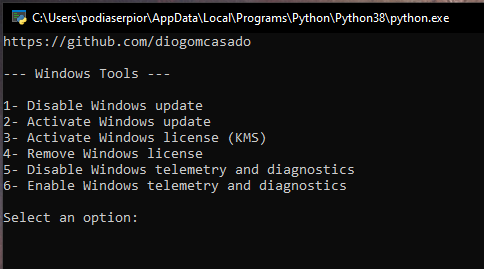 C:\Users\podiaserpior\AppData\Local\Programs\Python\Python38\python.exe
https://github.com/diogomcasado
--- Windows Tools ---
1- Disable Windows update
2- Activate Windows update
3- Activate Windows license (KMS)
4- Remove Windows license
5- Disable Windows telemetry and diagnostics
6- Enable Windows telemetry and diagnostics
Select an option: